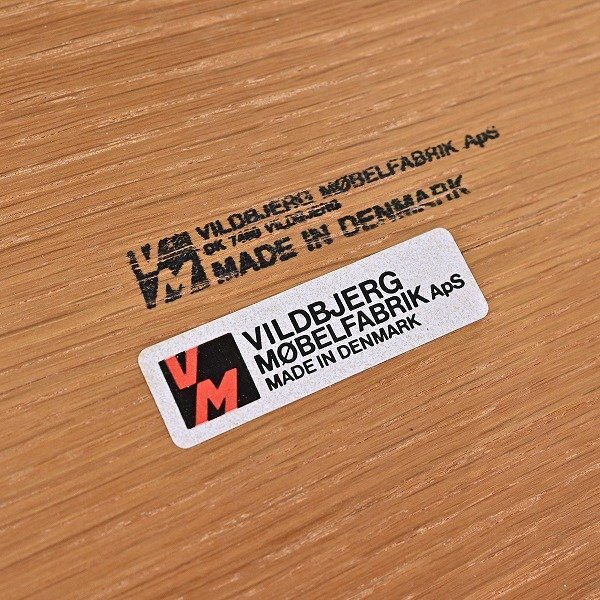 VM
VILDBJERG MØBELFABRIK ApS
DK 7480 VILDBJERG
MADE IN DENMARK
VM
VILDBJERG
MØBELFABRIK ApS
MADE IN DENMARK